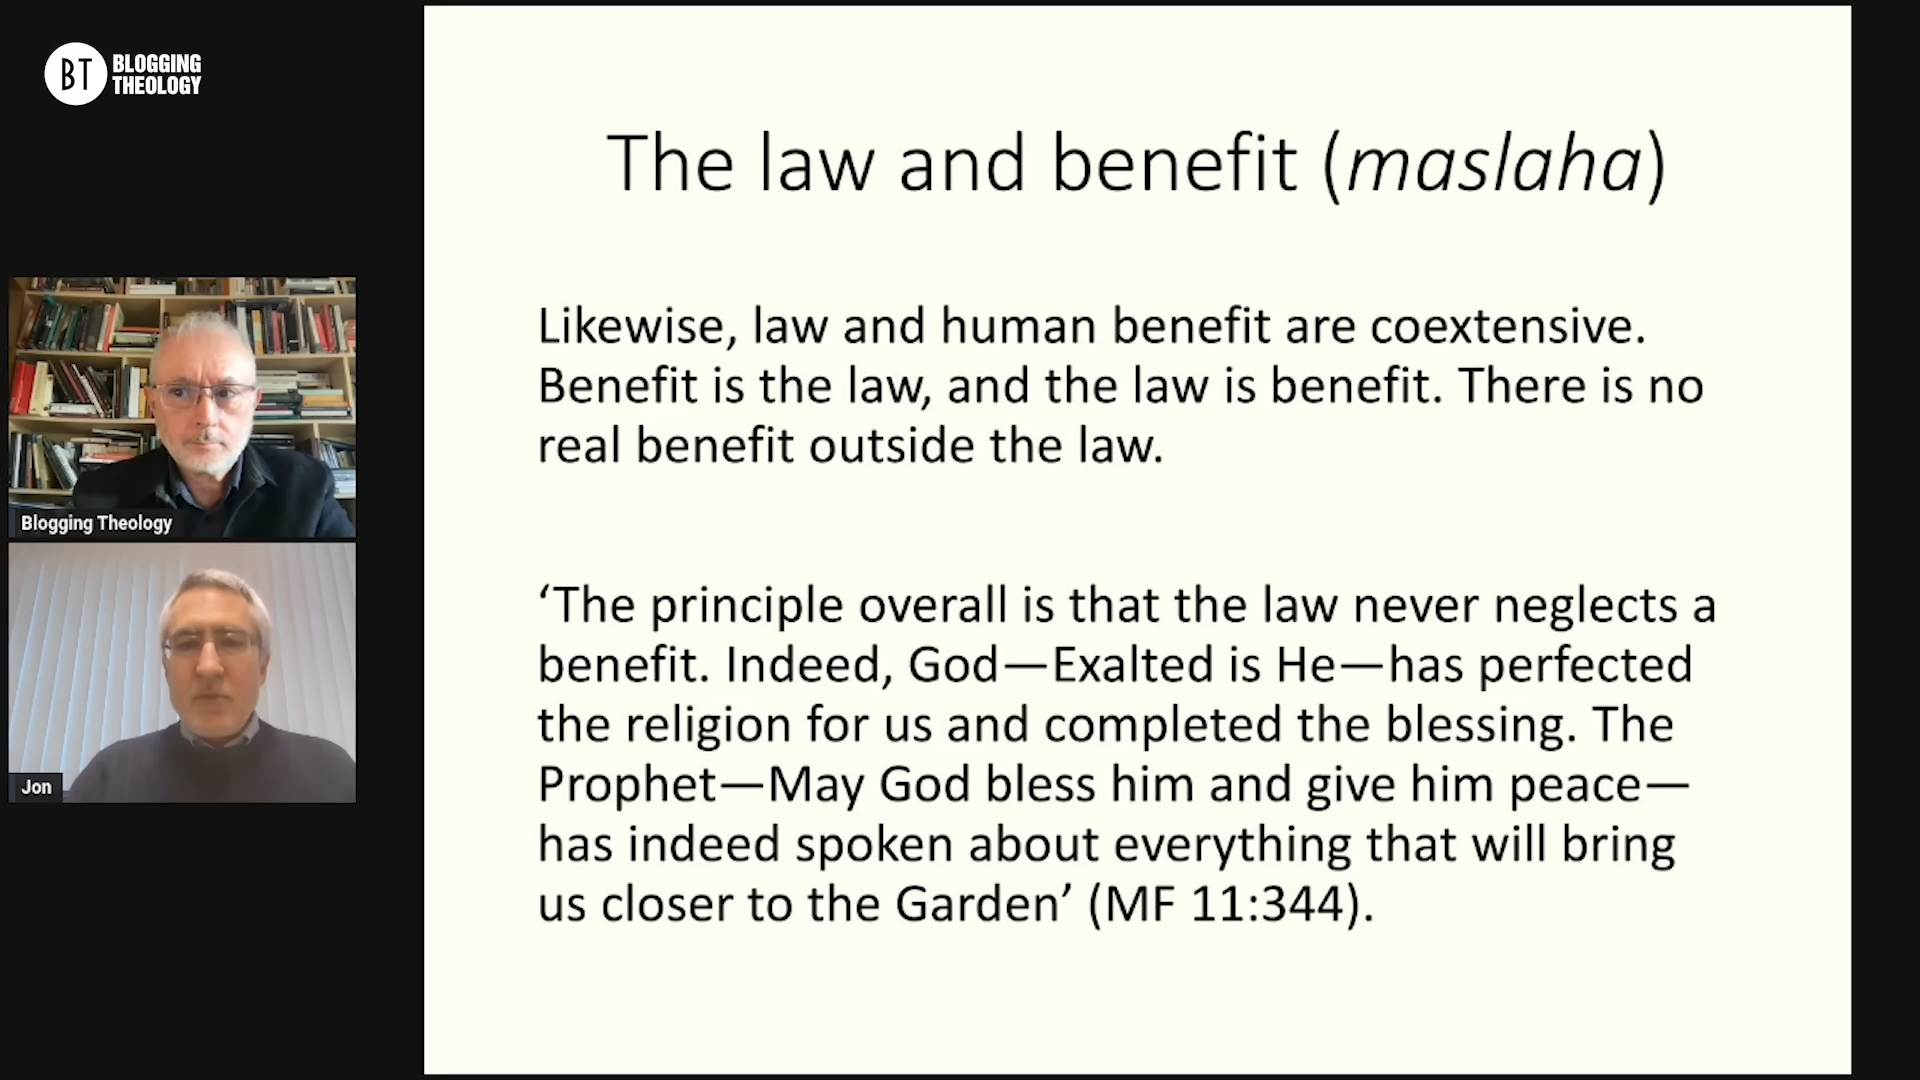 BT BLOGGING
THEOLOGY
The law and benefit (maslaha)
Likewise, law and human benefit are coextensive.
Benefit is the law, and the law is benefit. There is no
real benefit outside the law.
‘The principle overall is that the law never neglects a
benefit. Indeed, God—Exalted is He—has perfected
the religion for us and completed the blessing. The
Prophet—May God bless him and give him peace—
has indeed spoken about everything that will bring
us closer to the Garden’ (MF 11:344).
Blogging Theology
Jon